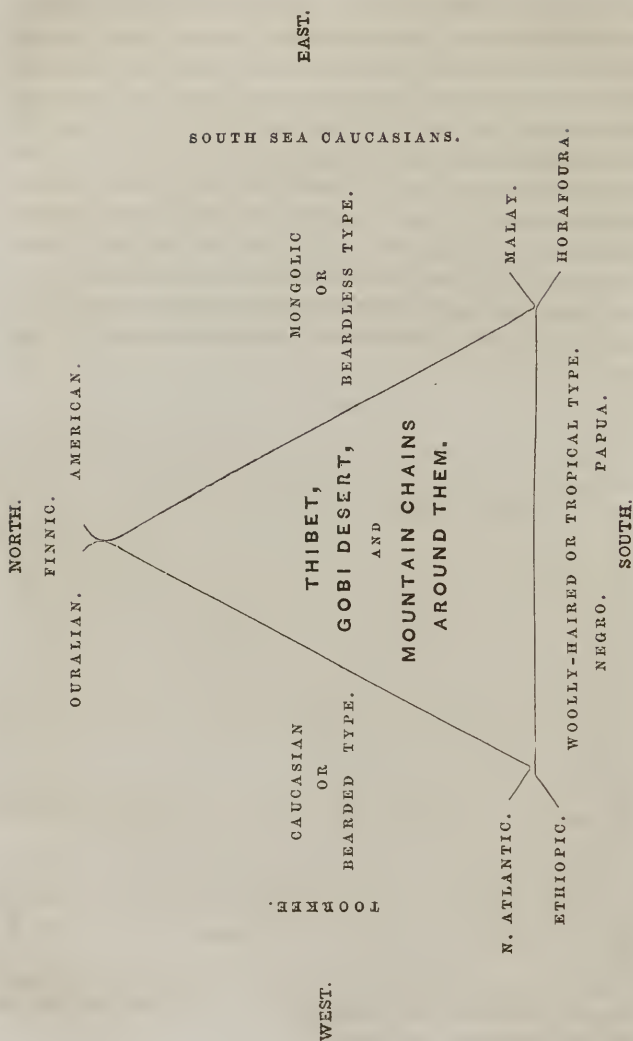 NORTH.
FINNIC.
OURALIAN. AMERICAN.
WEST.
TOORKEE.
CAUCASIAN
OR
BEARDED TYPE.
THIBET,
GOBI DESERT,
AND
MOUNTAIN CHAINS
AROUND THEM.
MONGOLIC
OR
BEARDLESS TYPE.
SOUTH SEA CAUCASIANS.
EAST.
N. ATLANTIC.
ETHIOPIC.
MALAY.
HORAFOURA.
WOOLLY-HAIRED OR TROPICAL TYPE.
NEGRO. PAPUA.
SOUTH.